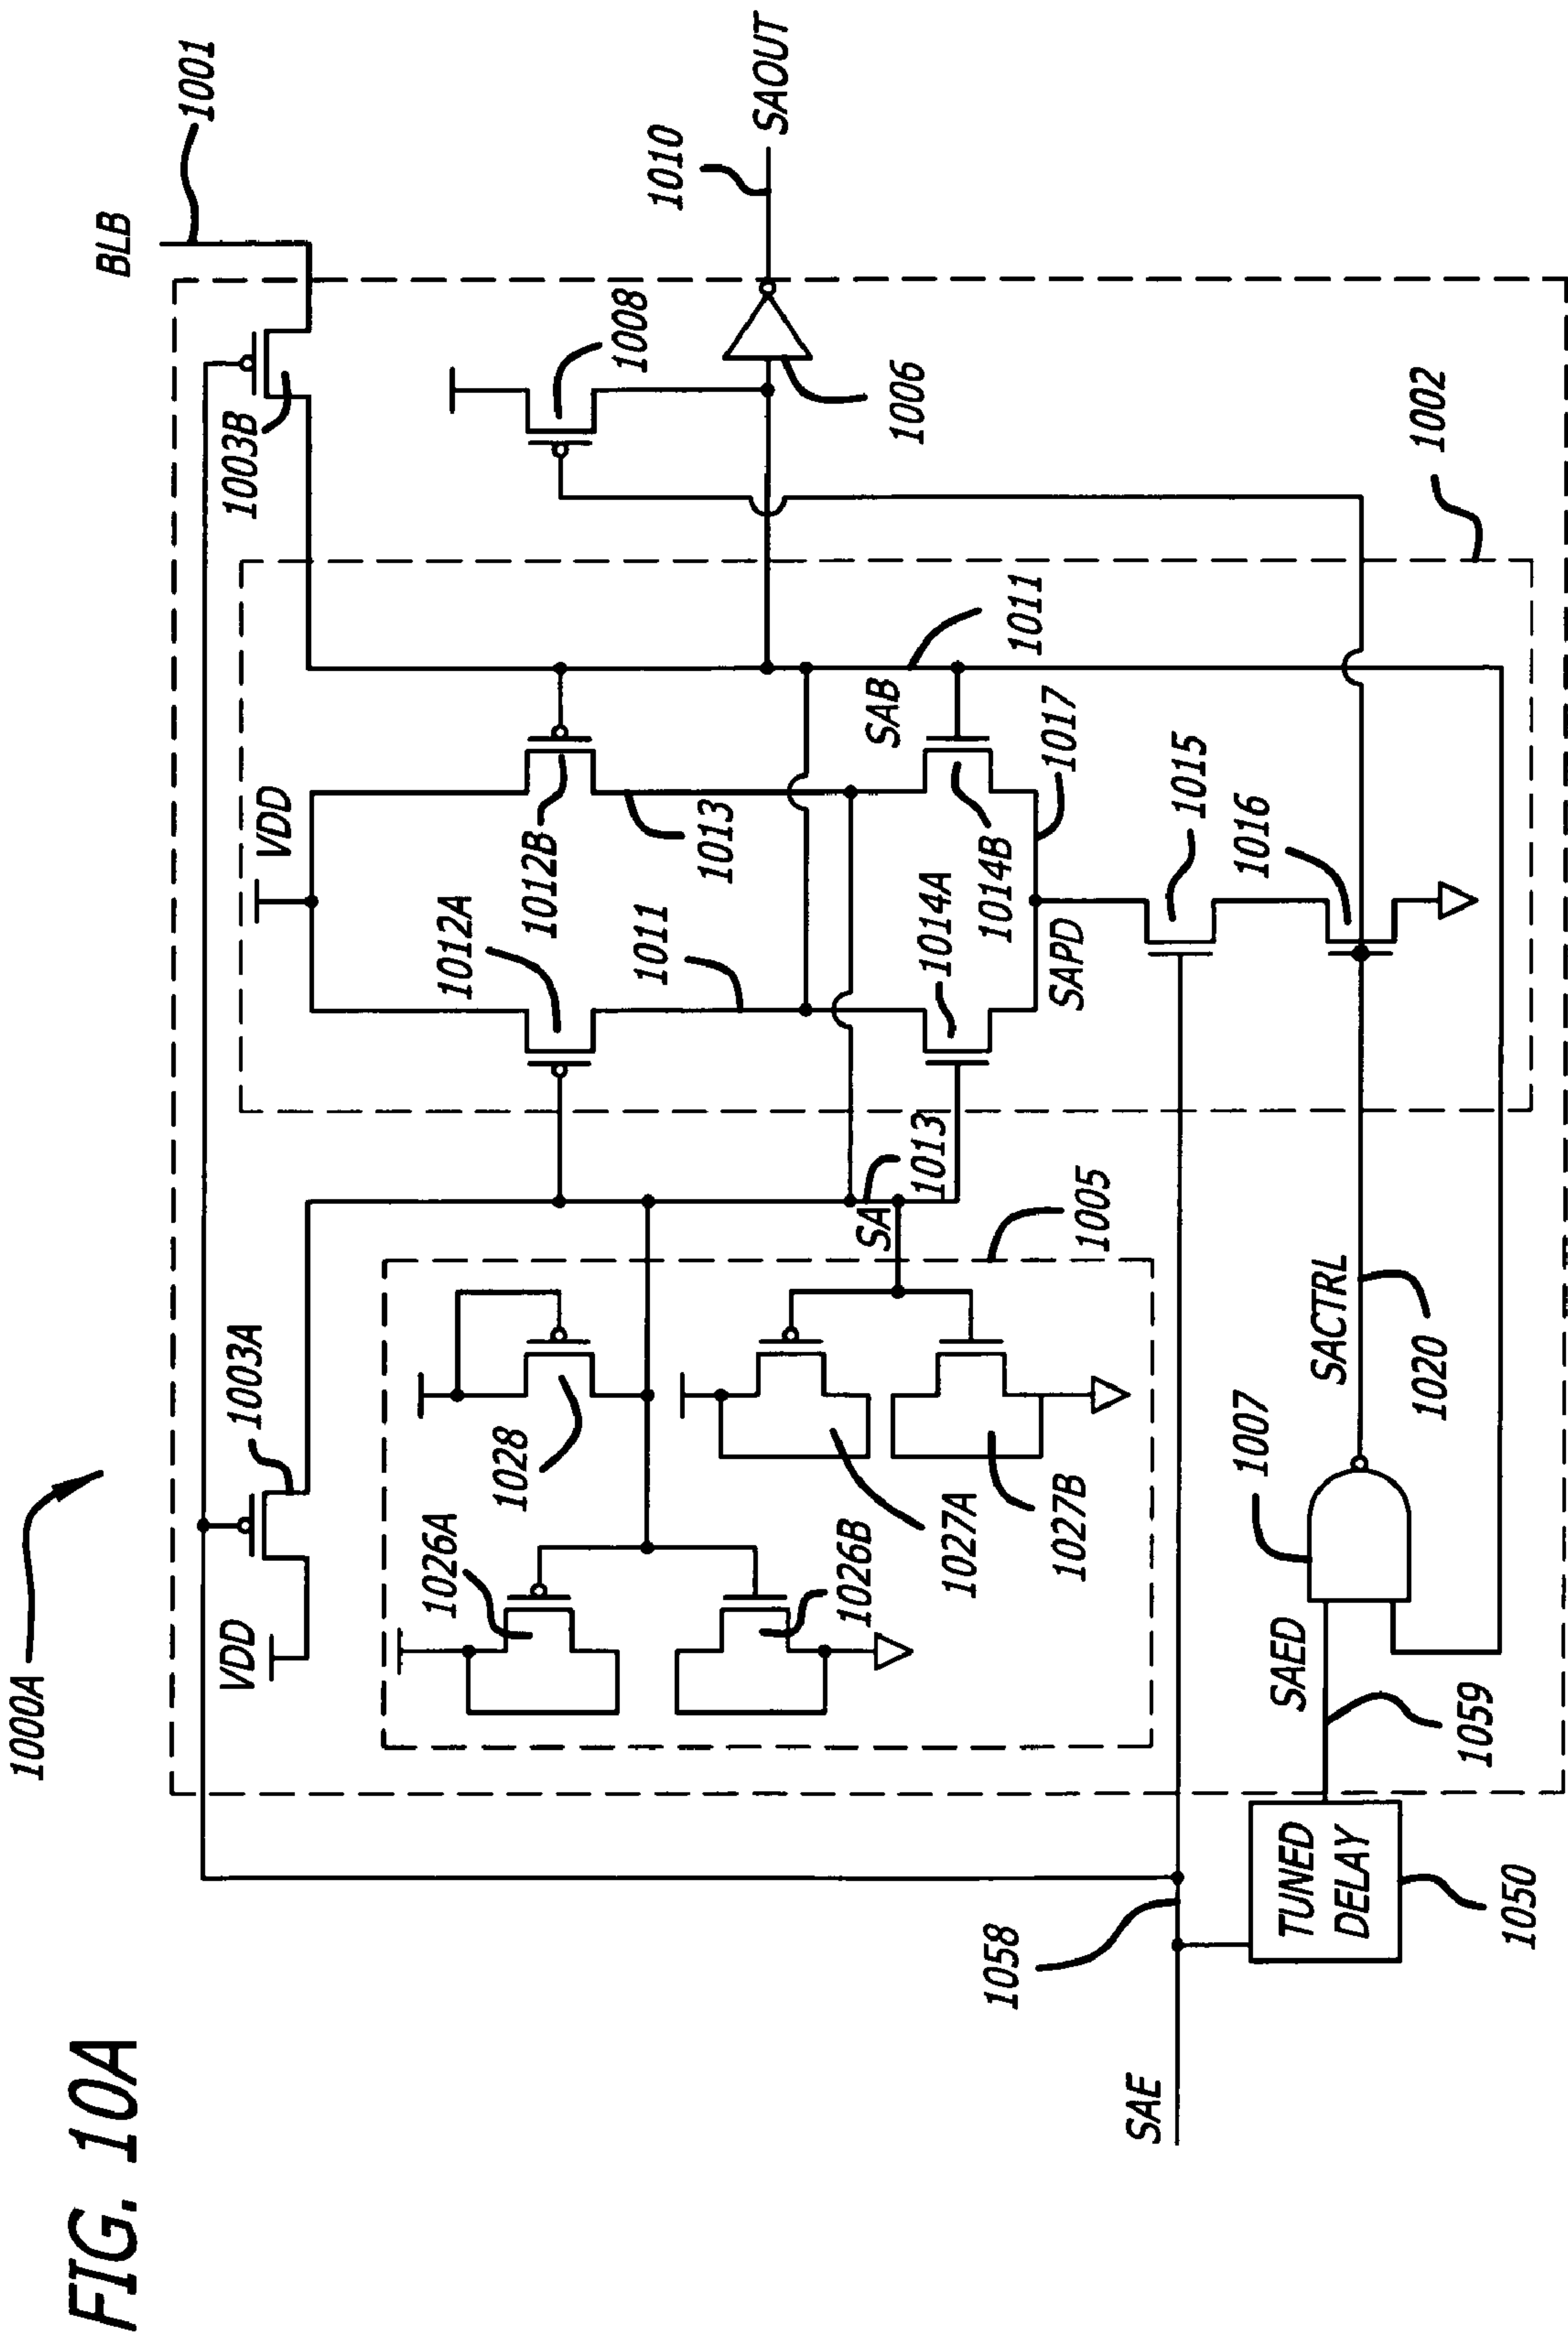 FIG. 10A
1000A
BLB
1001
1003B
1003A
VDD
VDD
1008
1010
SAOUT
1006
1012A
1012B
1013
1011
SAB
1011
1002
1014A
1014B
1017
SAPD
1015
1016
SA
1013
1005
1028
1026A
1026B
1027A
1027B
SACTRL
1020
1007
SAED
1059
TUNED
DELAY
1050
1058
SAE